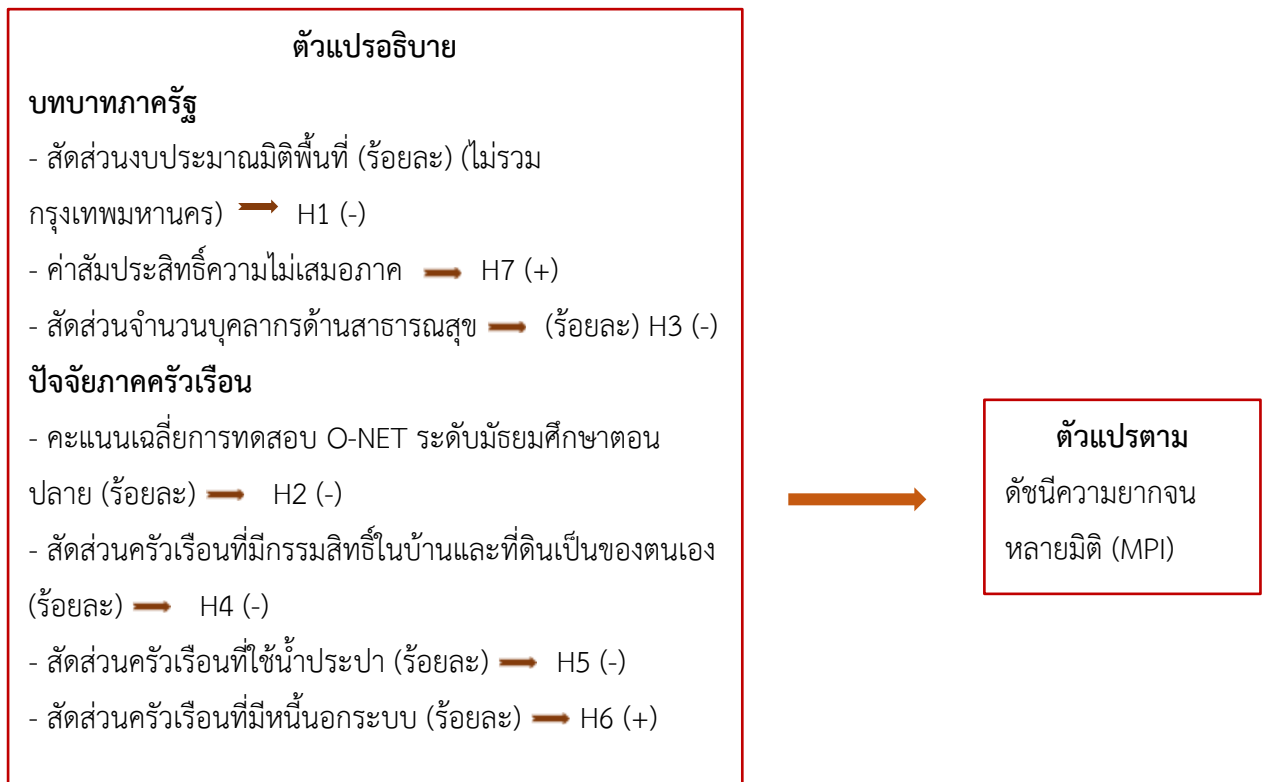 ตัวแปรอธิบาย
บทบาทภาครัฐ
- สัดส่วนงบประมาณมิติพื้นที่ (ร้อยละ) (ไม่รวม
กรุงเทพมหานคร) H1 (-)
- ค่าสัมประสิทธิ์ความไม่เสมอภาค H7 (+)
- สัดส่วนจำนวนบุคลากรด้านสาธารณสุข (ร้อยละ) H3 (-)
ปัจจัยภาคครัวเรือน
- คะแนนเฉลี่ยการทดสอบ O-NET ระดับมัธยมศึกษาตอน
ปลาย (ร้อยละ) H2 (-)
- สัดส่วนครัวเรือนที่มีกรรมสิทธิ์ในบ้านและที่ดินเป็นของตนเอง
(ร้อยละ) H4 (-)
- สัดส่วนครัวเรือนที่ใช้น้ำประปา (ร้อยละ) H5 (-)
- สัดส่วนครัวเรือนที่มีหนี้นอกระบบ (ร้อยละ) H6 (+)
ตัวแปรตาม
ดัชนีความยากจน
หลายมิติ (MPI)